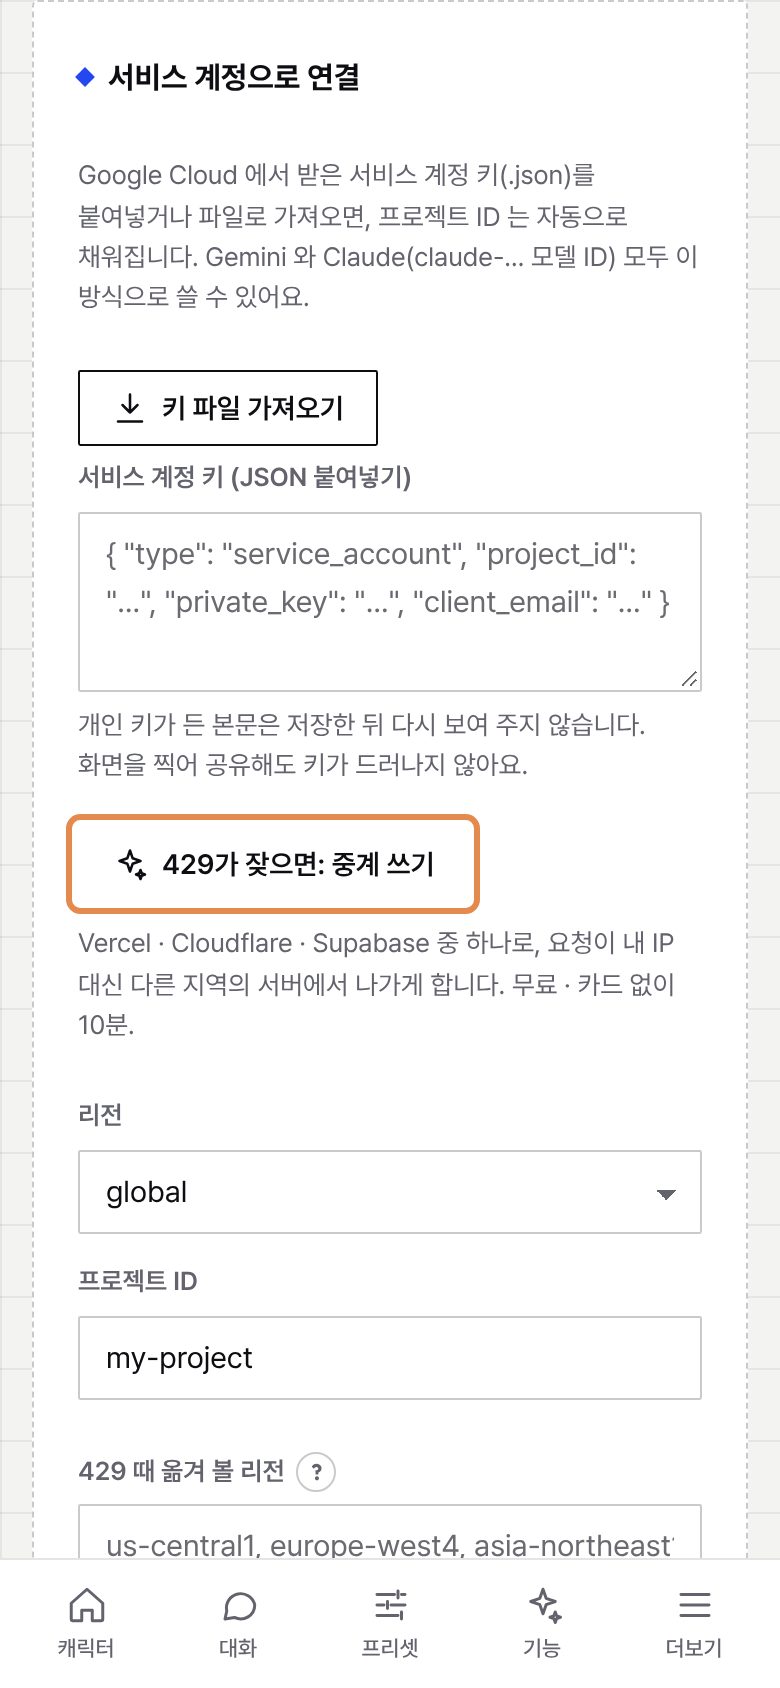 서비스 계정으로 연결
Google Cloud 에서 받은 서비스 계정 키(.json)를
붙여넣거나 파일로 가져오면, 프로젝트 ID 는 자동으로
채워집니다. Gemini 와 Claude(claude-... 모델 ID) 모두 이
방식으로 쓸 수 있어요.
키 파일 가져오기
서비스 계정 키 (JSON 붙여넣기)
{ "type": "service_account", "project_id":
"...", "private_key": "...", "client_email": "..." }
개인 키가 든 본문은 저장한 뒤 다시 보여 주지 않습니다.
화면을 찍어 공유해도 키가 드러나지 않아요.
429가 잦으면: 중계 쓰기
Vercel · Cloudflare · Supabase 중 하나로, 요청이 내 IP
대신 다른 지역의 서버에서 나가게 합니다. 무료 · 카드 없이
10분.
리전
global
프로젝트 ID
my-project
429 때 옮겨 볼 리전 ?
us-central1, europe-west4, asia-northeast
캐릭터 대화 프리셋 기능 더보기